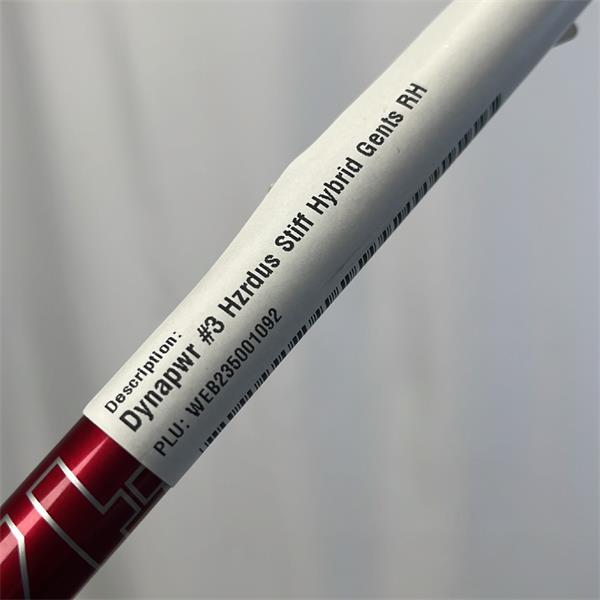 Description:
Dynapwr #3 Hzrdus Stiff Hybrid Gents RH
PLU: WEB235001092